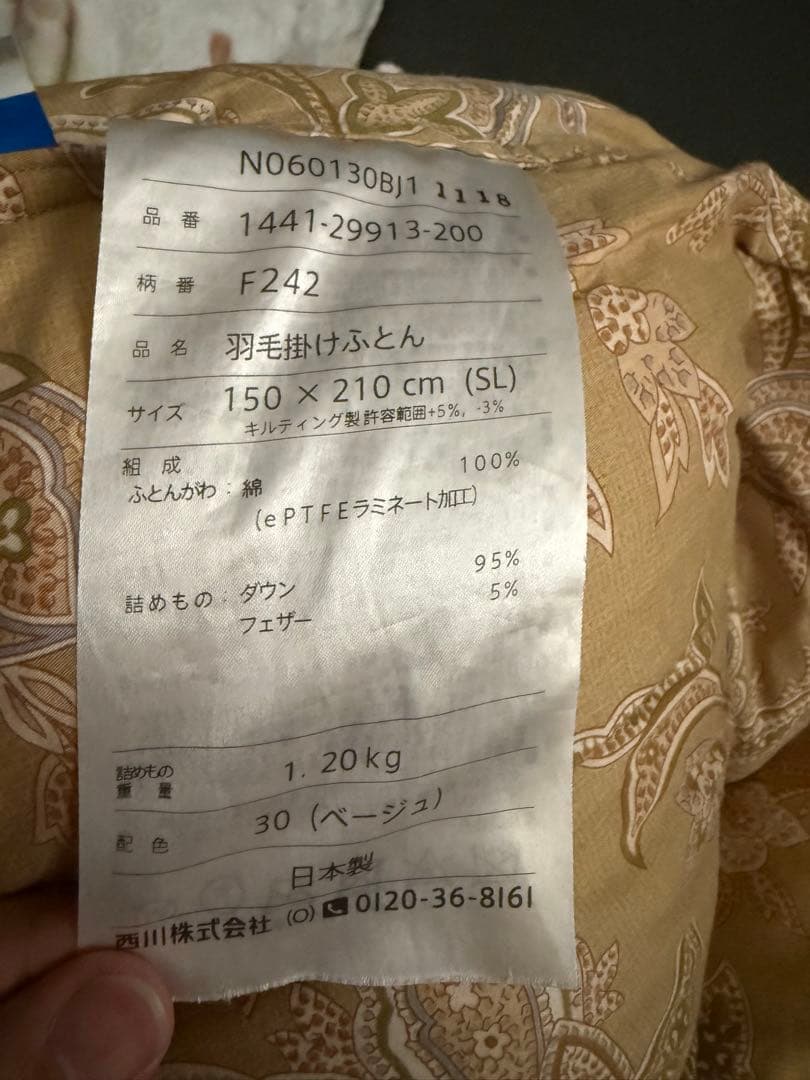 N060130BJ1 1118
品番 1441-29913-200
柄番 F242
品名 羽毛掛けふとん
サイズ 150 × 210 cm (SL)
キルティング製許容範囲+5%, -3%
組成
ふとんがわ : 綿 100%
(ePTFEラミネート加工)
詰めもの : ダウン 95%
フェザー 5%
詰めもの重量 1.20kg
配色 30 (ベージュ)
日本製
西川株式会社 (O) 0120-36-8161